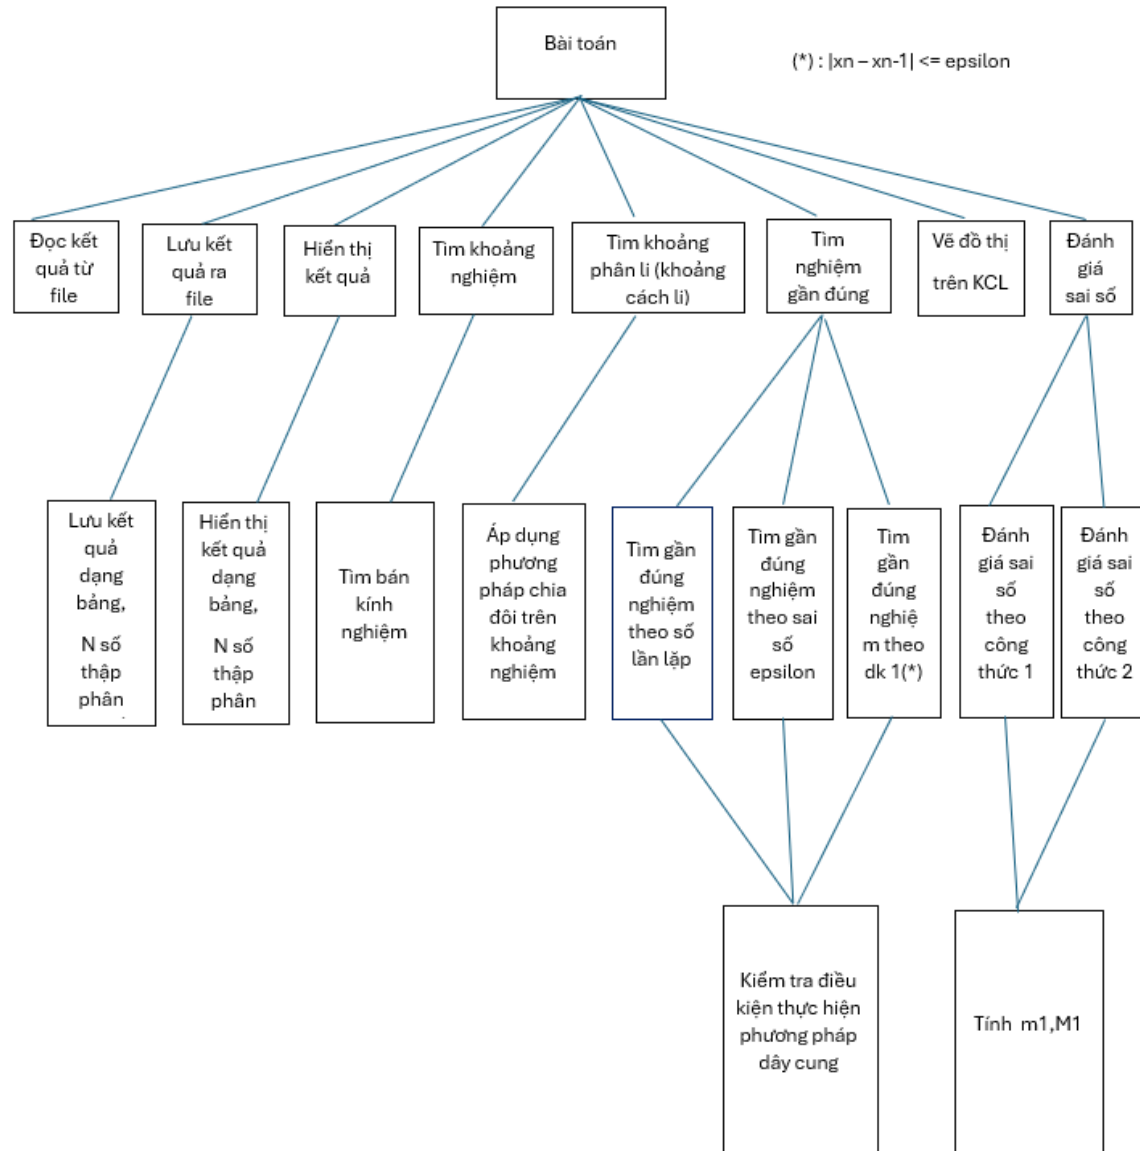 Bài toán
(*) : |xn – xn-1| <= epsilon
Đọc kết
quả từ
file
Lưu kết
quả ra
file
Hiển thị
kết quả
Tìm khoảng
nghiệm
Tìm khoảng
phân li (khoảng
cách li)
Tìm
nghiệm
gần đúng
Vẽ đồ thị
trên KCL
Đánh
giá
sai số
Lưu kết
quả
dạng
bảng,
N số
thập
phân
Hiển thị
kết quả
dạng
bảng,
N số
thập
phân
Tìm bán
kính
nghiệm
Áp dụng
phương
pháp chia
đôi trên
khoảng
nghiệm
Tìm gần
đúng
nghiệm
theo số
lần lặp
Tìm gần
đúng
nghiệm
theo sai
số
epsilon
Tìm
gần
đúng
nghiệ
m theo
dk 1(*)
Đánh
giá sai
số
theo
công
thức 1
Đánh
giá sai
số
theo
công
thức 2
Kiểm tra điều
kiện thực hiện
phương pháp
dây cung
Tính m1,M1